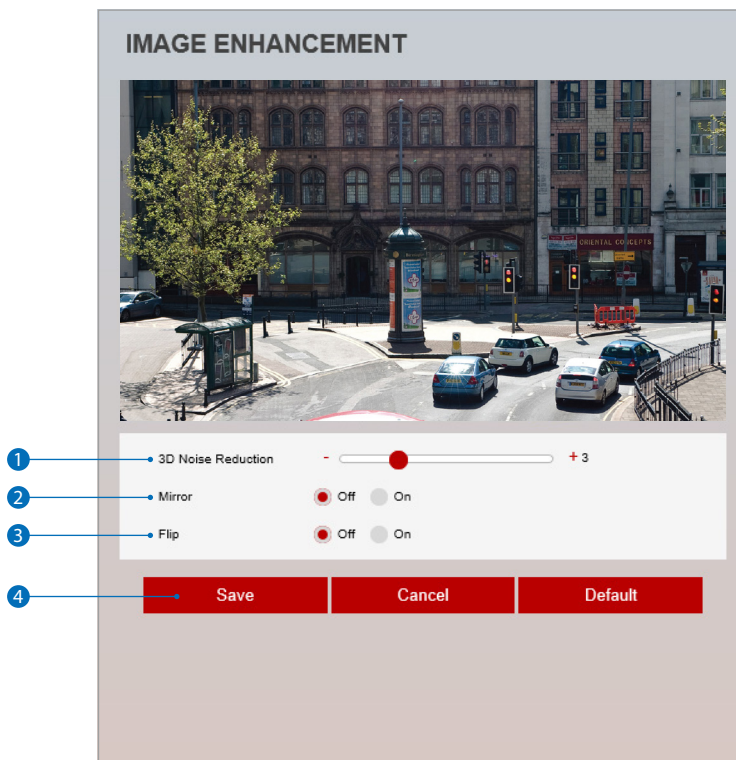 IMAGE ENHANCEMENT
ORIENTAL CONCEPTS
1 3D Noise Reduction - + 3
2 Mirror Off On
3 Flip Off On
4 Save Cancel Default